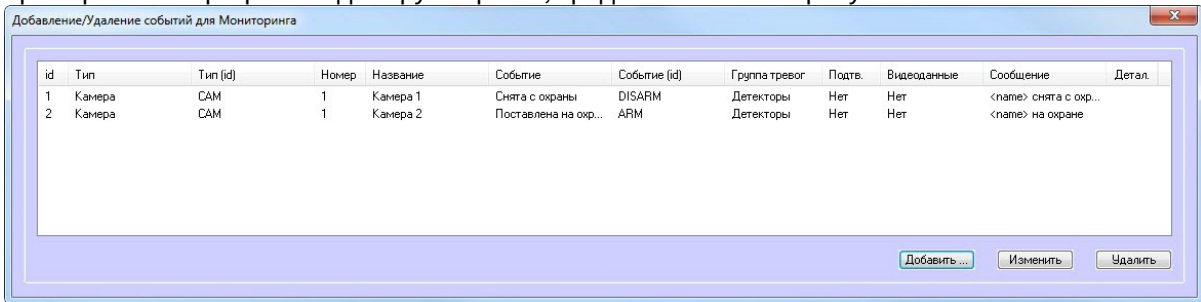 Добавление/Удаление событий для Мониторинга
id Тип Тип (id) Номер Название Событие Событие (id) Группа тревог Подтв. Видеоданные Сообщение Детал.
1 Камера CAM 1 Камера 1 Снята с охраны DISARM Детекторы Нет Нет <name> снята с охр...
2 Камера CAM 1 Камера 2 Поставлена на охр... ARM Детекторы Нет Нет <name> на охране
Добавить ... Изменить Удалить